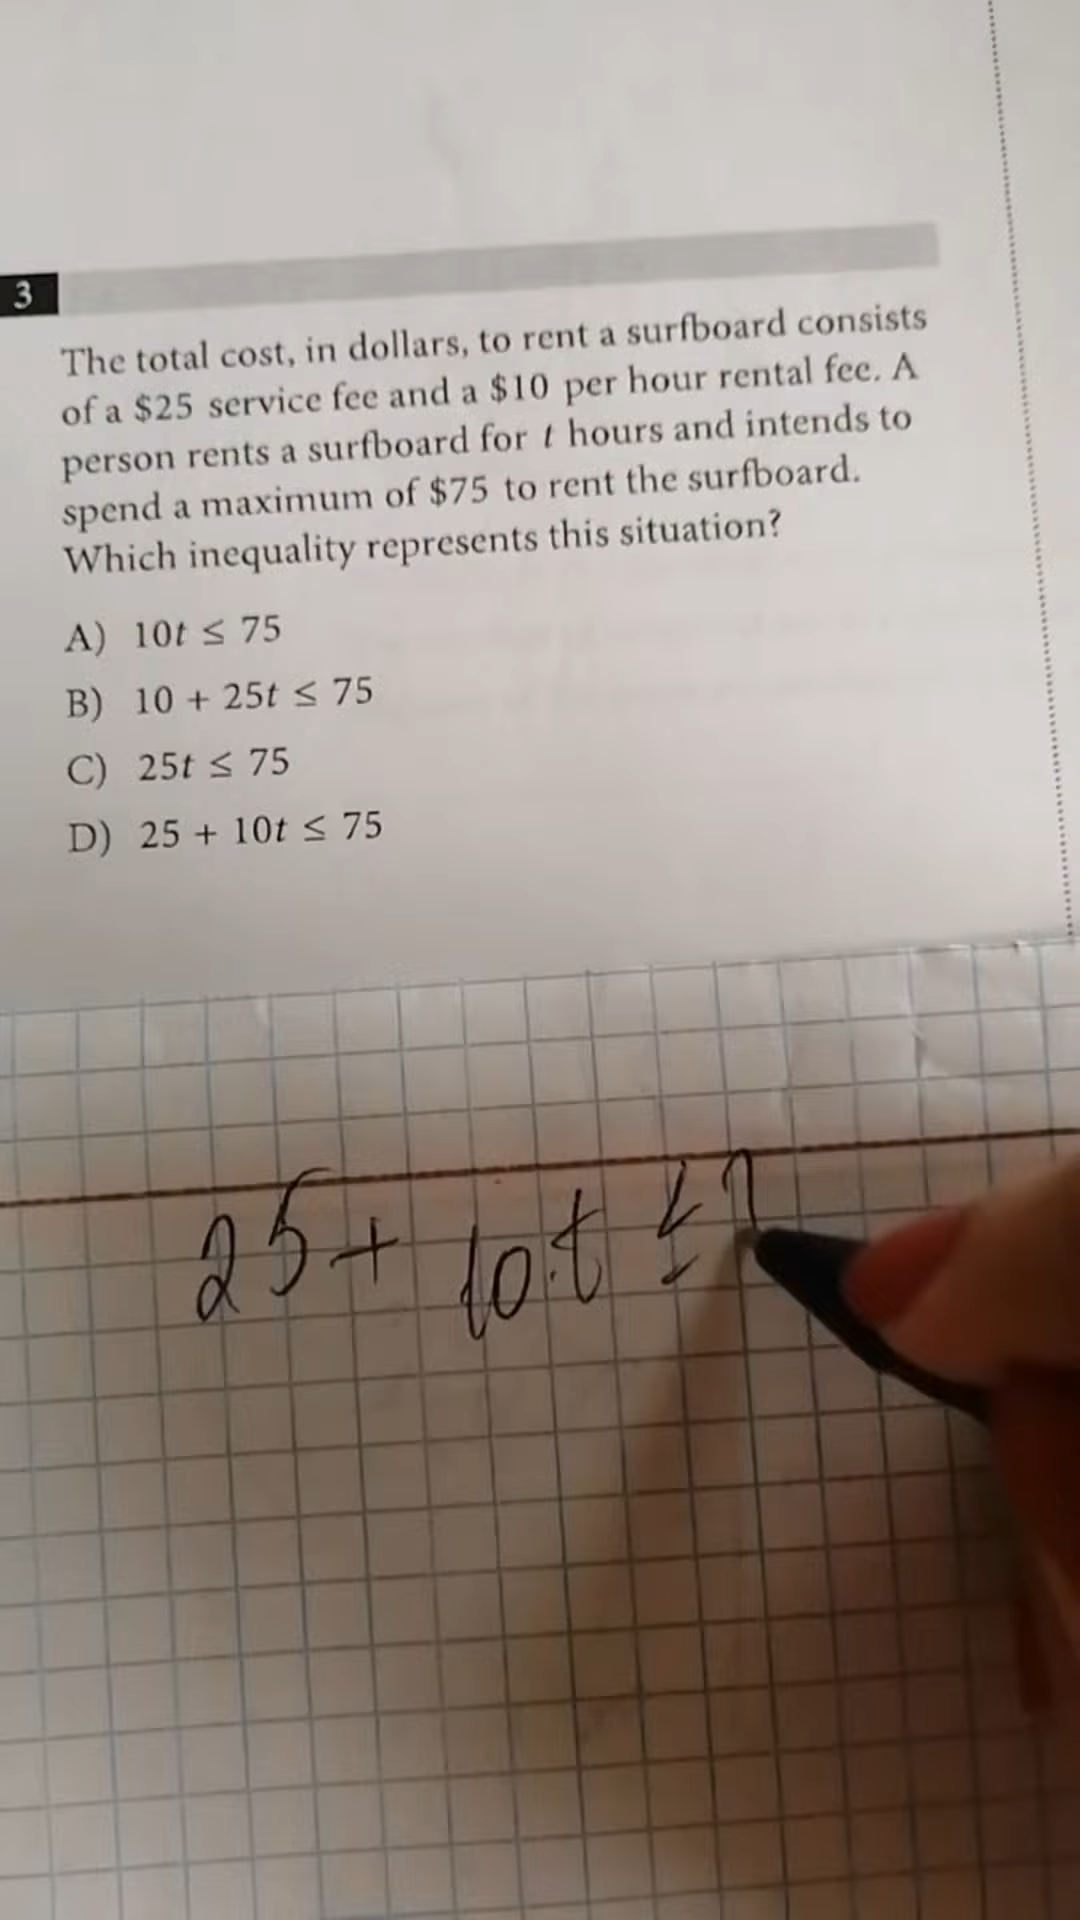 3
The total cost, in dollars, to rent a surfboard consists
of a $25 service fee and a $10 per hour rental fee. A
person rents a surfboard for t hours and intends to
spend a maximum of $75 to rent the surfboard.
Which inequality represents this situation?
A) 10t ≤ 75
B) 10 + 25t ≤ 75
C) 25t ≤ 75
D) 25 + 10t ≤ 75
25 + 10·t ≤ 7